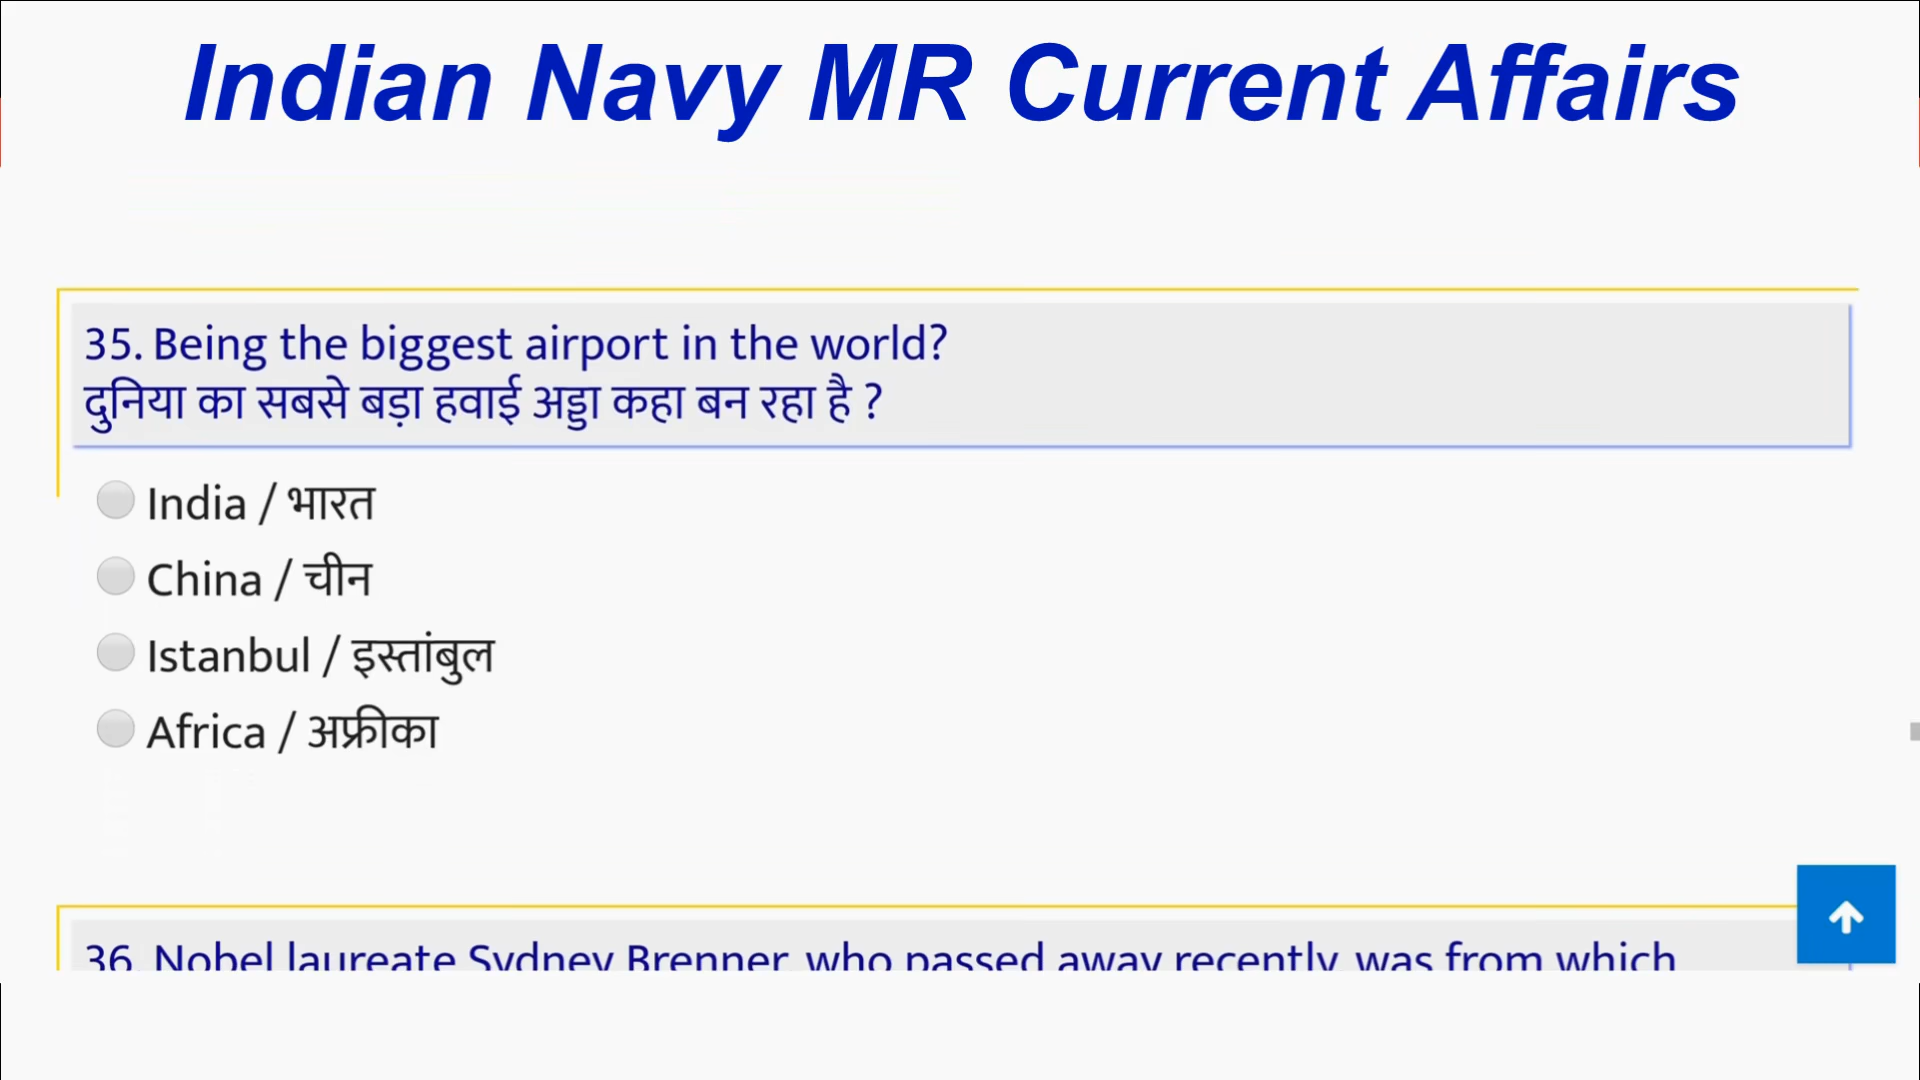 Indian Navy MR Current Affairs
35. Being the biggest airport in the world?
दुनिया का सबसे बड़ा हवाई अड्डा कहा बन रहा है ?
India / भारत
China / चीन
Istanbul / इस्तांबुल
Africa / अफ्रीका
36. Nobel laureate Sydney Brenner, who passed away recently, was from which